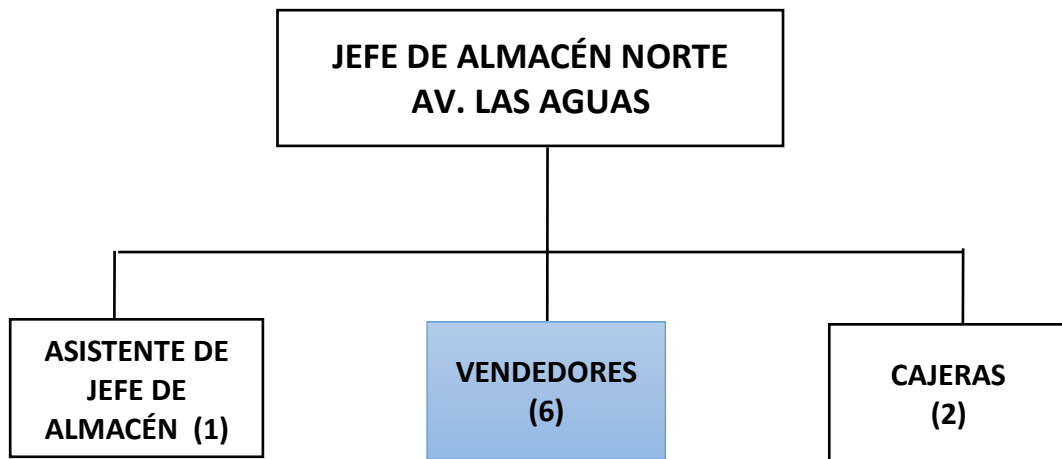 JEFE DE ALMACÉN NORTE
AV. LAS AGUAS
ASISTENTE DE
JEFE DE
ALMACÉN (1)
VENDEDORES
(6)
CAJERAS
(2)